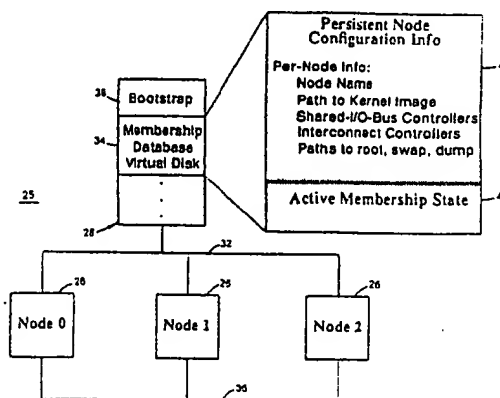 Persistent Node
Configuration Info
Per-Node Info:
Node Name
Path to Kernel Image
Shared-I/O-Bus Controllers
Interconnect Controllers
Paths to root, swap, dump
Active Membership State
Bootstrap
34
Membership
Database
Virtual Disk
25
28
32
26
26
Node 0
Node 1
Node 2